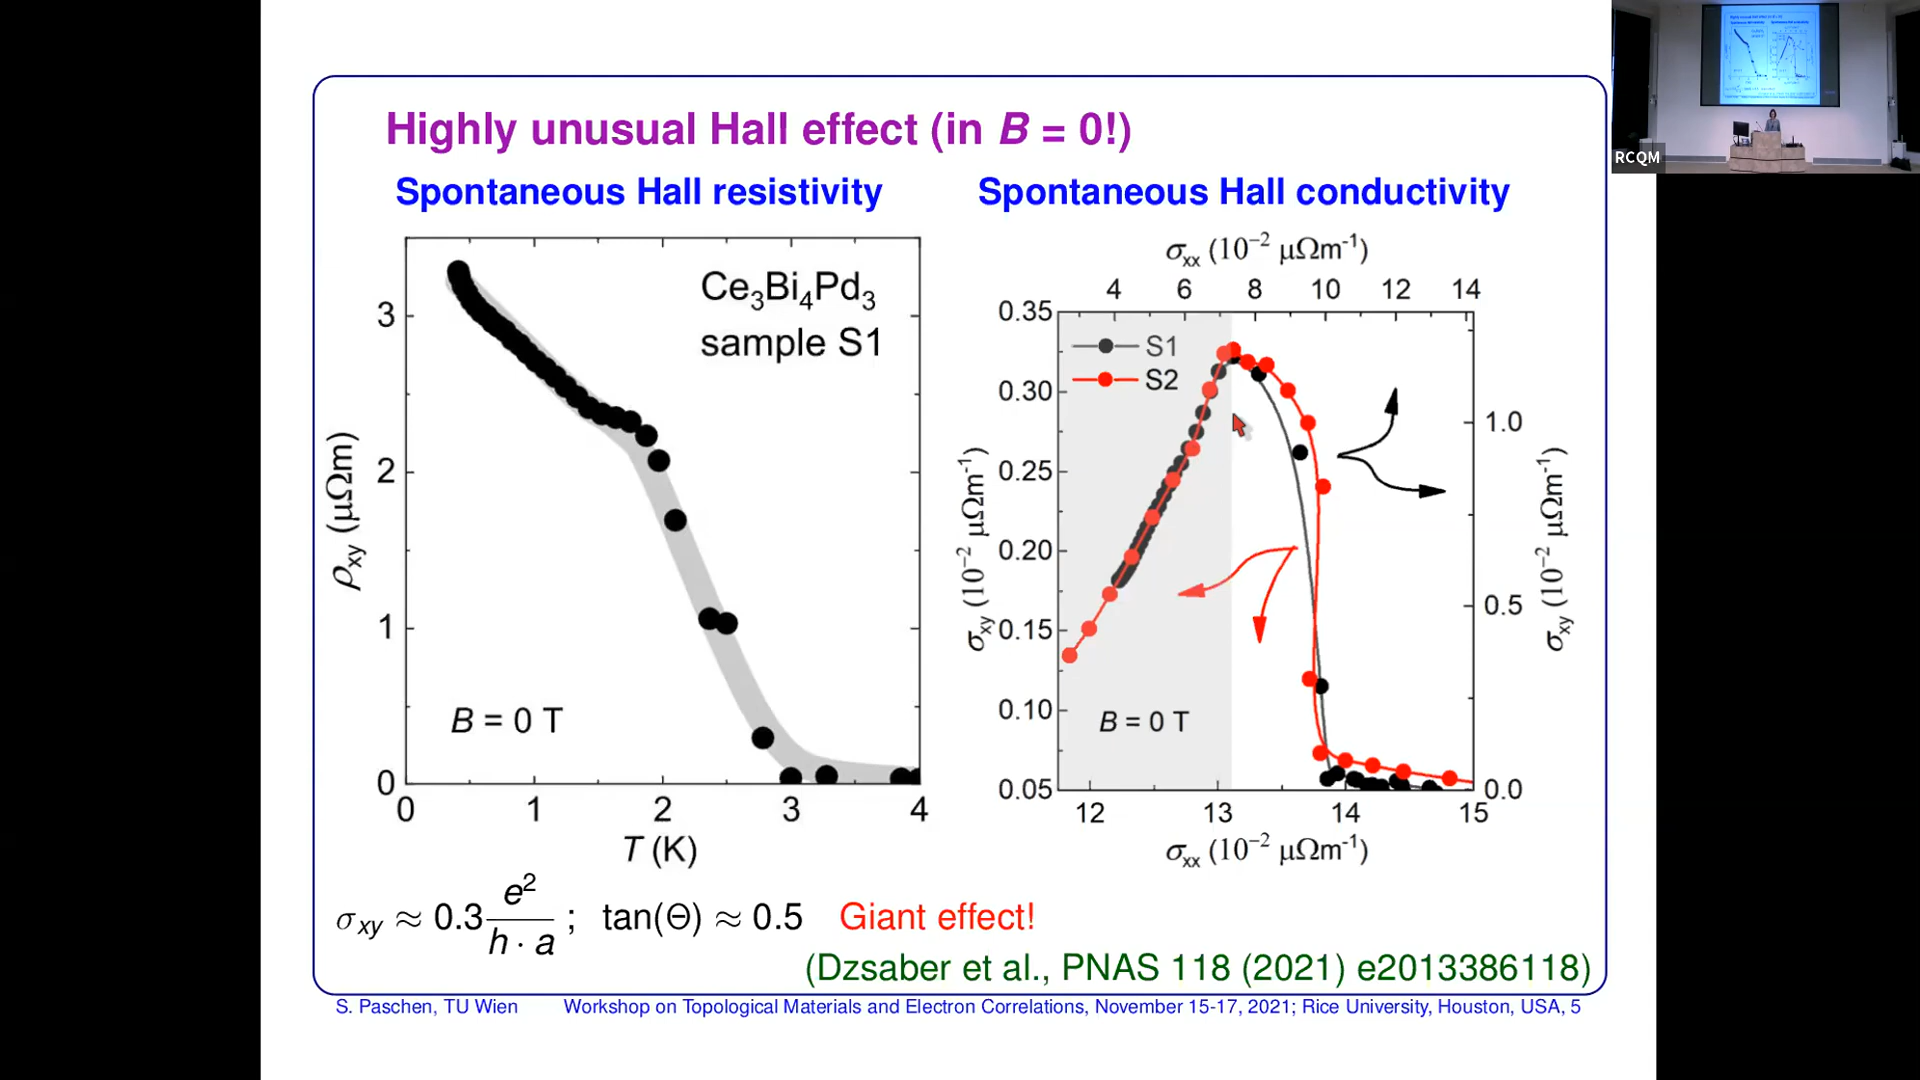 Highly unusual Hall effect (in B = 0!)
Spontaneous Hall resistivity
ρxy (μΩm)
3
2
1
0
Ce3Bi4Pd3
sample S1
B = 0 T
0 1 2 3 4
T (K)
Spontaneous Hall conductivity
σxx (10⁻² μΩm⁻¹)
4 6 8 10 12 14
σxy (10⁻² μΩm⁻¹)
0.35
0.30
0.25
0.20
0.15
0.10
0.05
S1
S2
B = 0 T
1.0
0.5
0.0
σxy (10⁻² μΩm⁻¹)
12 13 14 15
σxx (10⁻² μΩm⁻¹)
σxy ≈ 0.3 e²/h · a ; tan(Θ) ≈ 0.5 Giant effect!
(Dzsaber et al., PNAS 118 (2021) e2013386118)
S. Paschen, TU Wien Workshop on Topological Materials and Electron Correlations, November 15-17, 2021; Rice University, Houston, USA, 5
RCQM